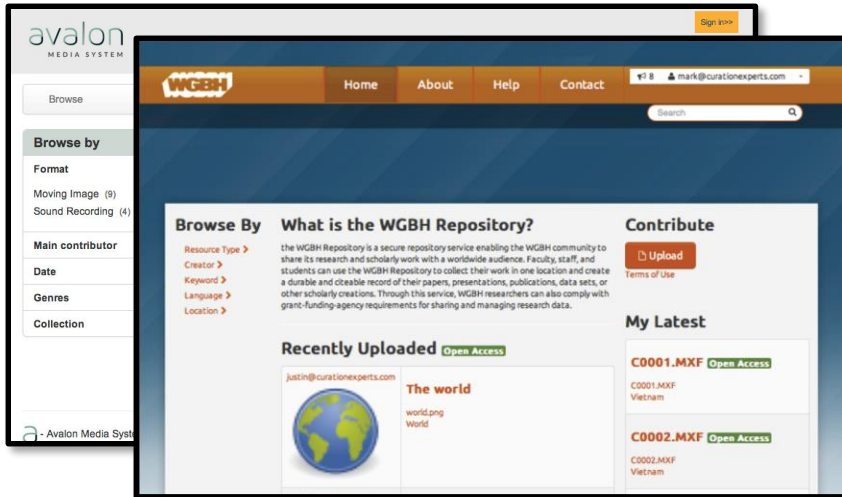 avalon
MEDIA SYSTEM
Sign in>>
Browse
Browse by
Format
Moving Image (9)
Sound Recording (4)
Main contributor
Date
Genres
Collection
- Avalon Media Syst
WGBH
Home
About
Help
Contact
8 mark@curationexperts.com
Search
Browse By
Resource Type >
Creator >
Keyword >
Language >
Location >
What is the WGBH Repository?
the WGBH Repository is a secure repository service enabling the WGBH community to
share its research and scholarly work with a worldwide audience. Faculty, staff, and
students can use the WGBH Repository to collect their work in one location and create
a durable and citeable record of their papers, presentations, publications, data sets, or
other scholarly creations. Through this service, WGBH researchers can also comply with
grant-funding-agency requirements for sharing and managing research data.
Recently Uploaded Open Access
justin@curationexperts.com
The world
world.png
World
Contribute
Upload
Terms of Use
My Latest
C0001.MXF Open Access
C0001.MXF
Vietnam
C0002.MXF Open Access
C0002.MXF
Vietnam